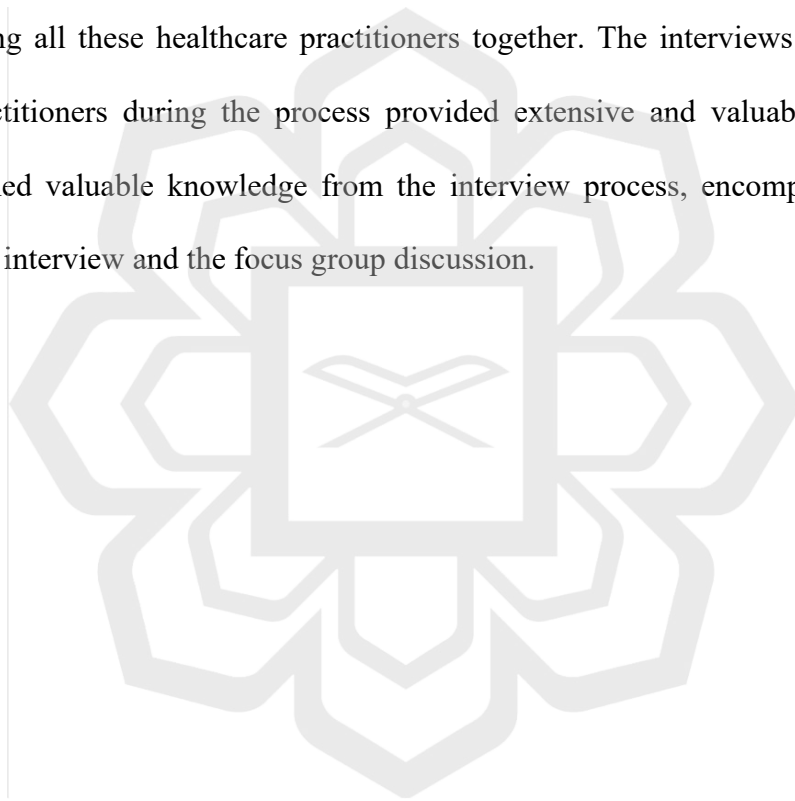 ng all these healthcare practitioners together. The interviews
ctitioners during the process provided extensive and valuab
ed valuable knowledge from the interview process, encomp
interview and the focus group discussion.